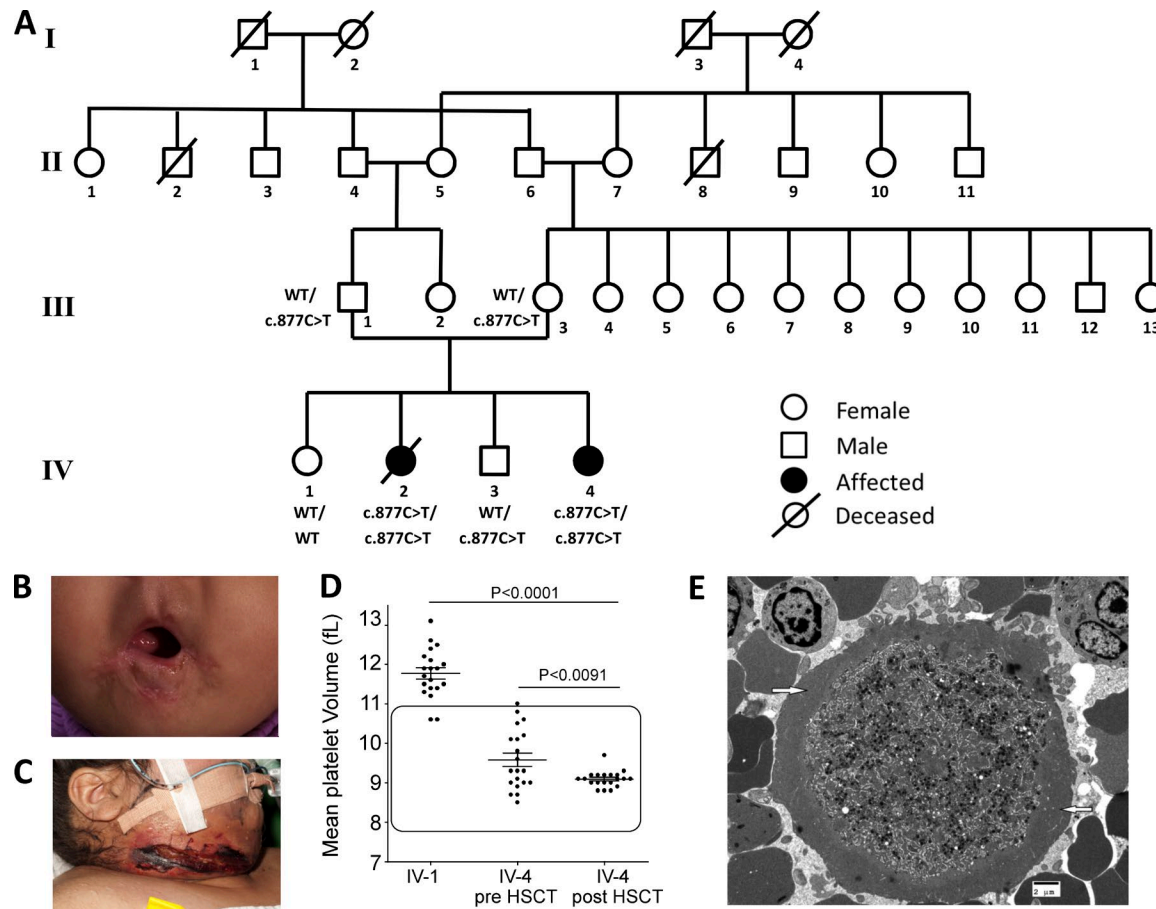 A
I
1
2
3
4
II
1
2
3
4
5
6
7
8
9
10
11
III
WT/
c.877C>T
1
2
WT/
c.877C>T
3
4
5
6
7
8
9
10
11
12
13
IV
1
WT/
WT
2
c.877C>T/
c.877C>T
3
WT/
c.877C>T
4
c.877C>T/
c.877C>T
Female
Male
Affected
Deceased
B
C
D
P<0.0001
P<0.0091
Mean platelet Volume (fL)
13
12
11
10
9
8
7
IV-1
IV-4
pre HSCT
IV-4
post HSCT
E
2 µm